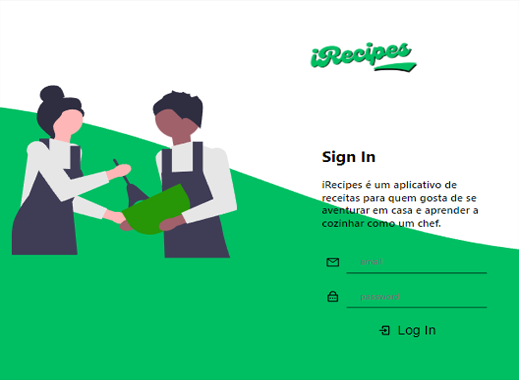 iRecipes
Sign In
iRecipes é um aplicativo de
receitas para quem gosta de se
aventurar em casa e aprender a
cozinhar como um chef.
email
password
Log In